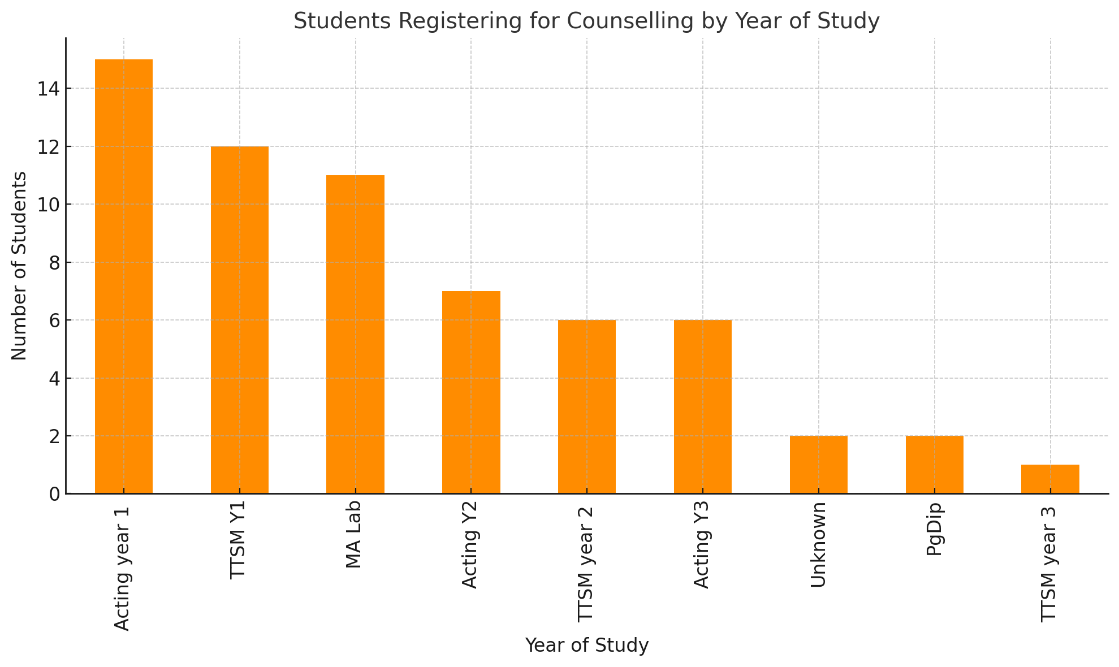 Students Registering for Counselling by Year of Study
Number of Students
14
12
10
8
6
4
2
0
Acting year 1
TTSM Y1
MA Lab
Acting Y2
TTSM year 2
Acting Y3
Unknown
PgDip
TTSM year 3
Year of Study